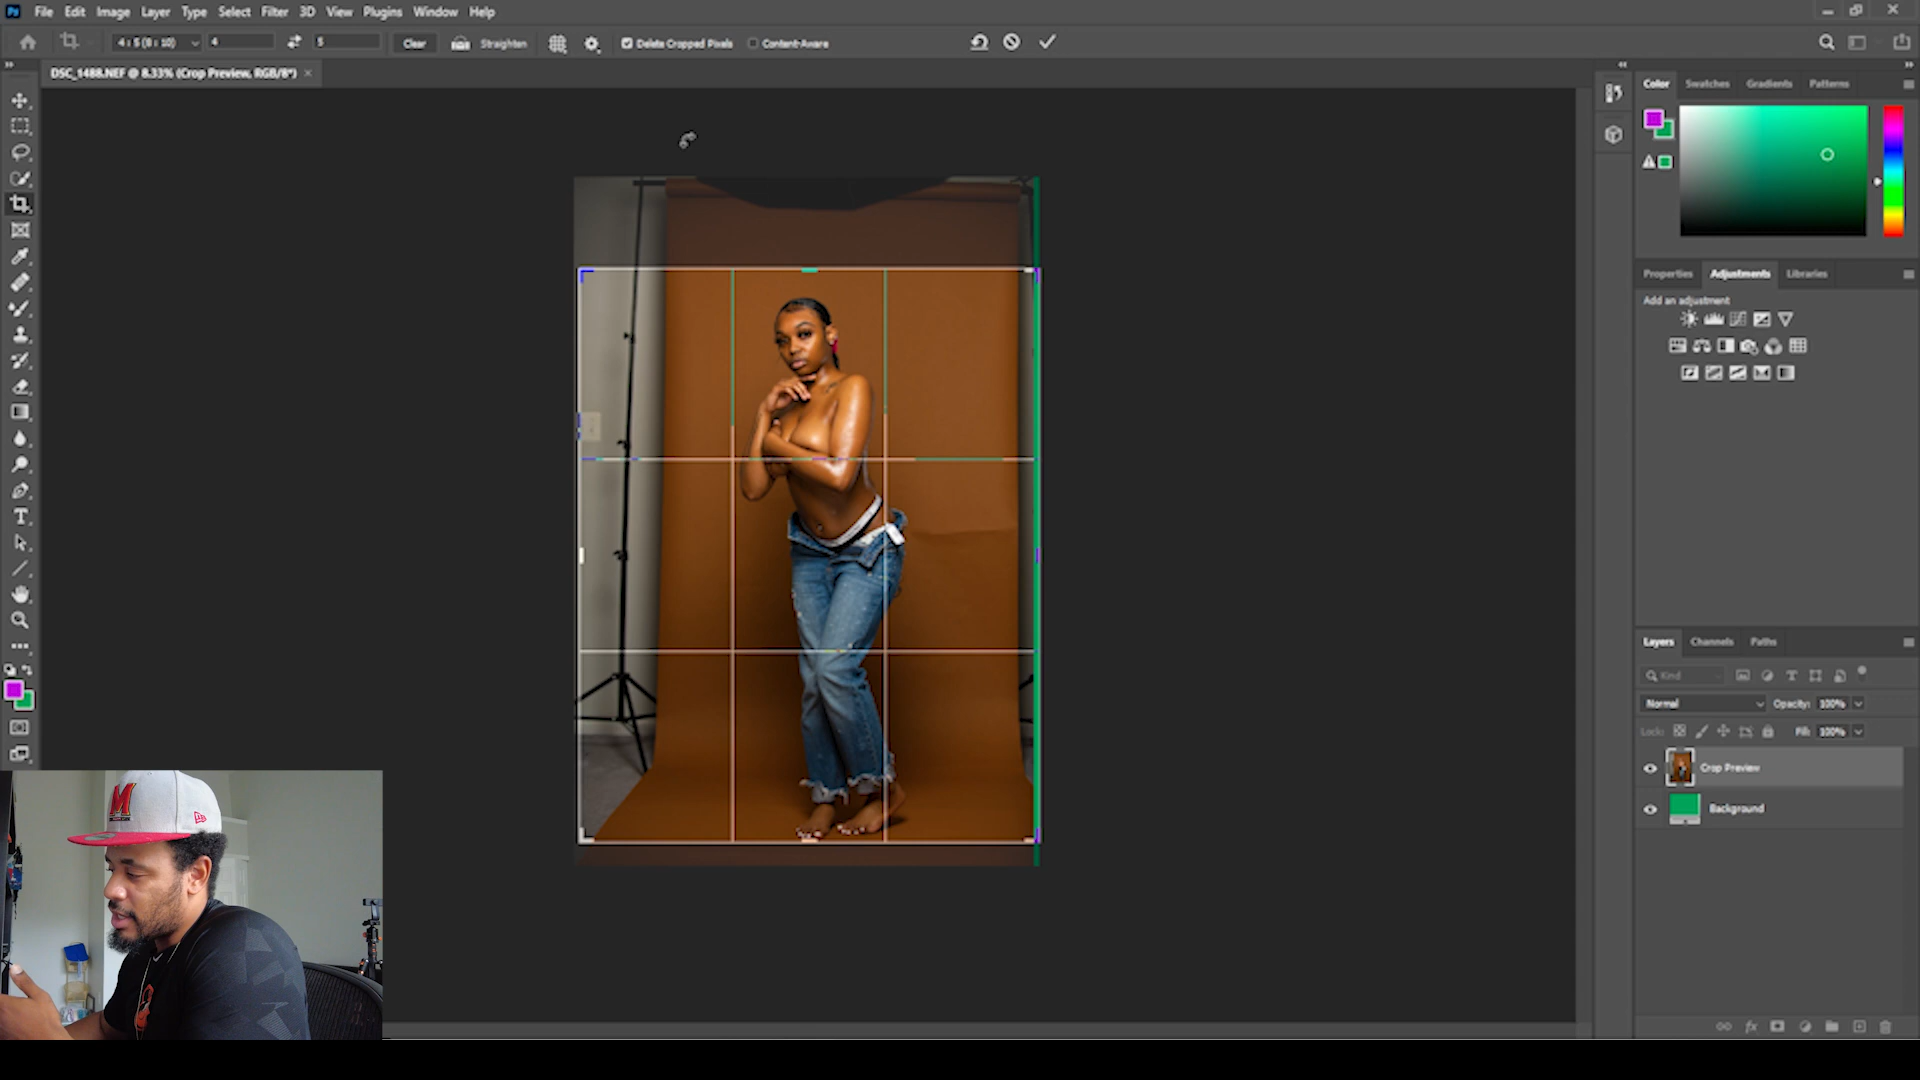 File Edit Image Layer Type Select Filter 3D View Plugins Window Help
4 : 5 (8 : 10) 4 5 Clear Straighten Delete Cropped Pixels Content-Aware
DSC_1488.NEF @ 8.33% (Crop Preview, RGB/8*) ×
Color Swatches Gradients Patterns
Properties Adjustments Libraries
Add an adjustment
Layers Channels Paths
Kind
Normal Opacity: 100%
Lock: Fill: 100%
Crop Preview
Background
fx
M